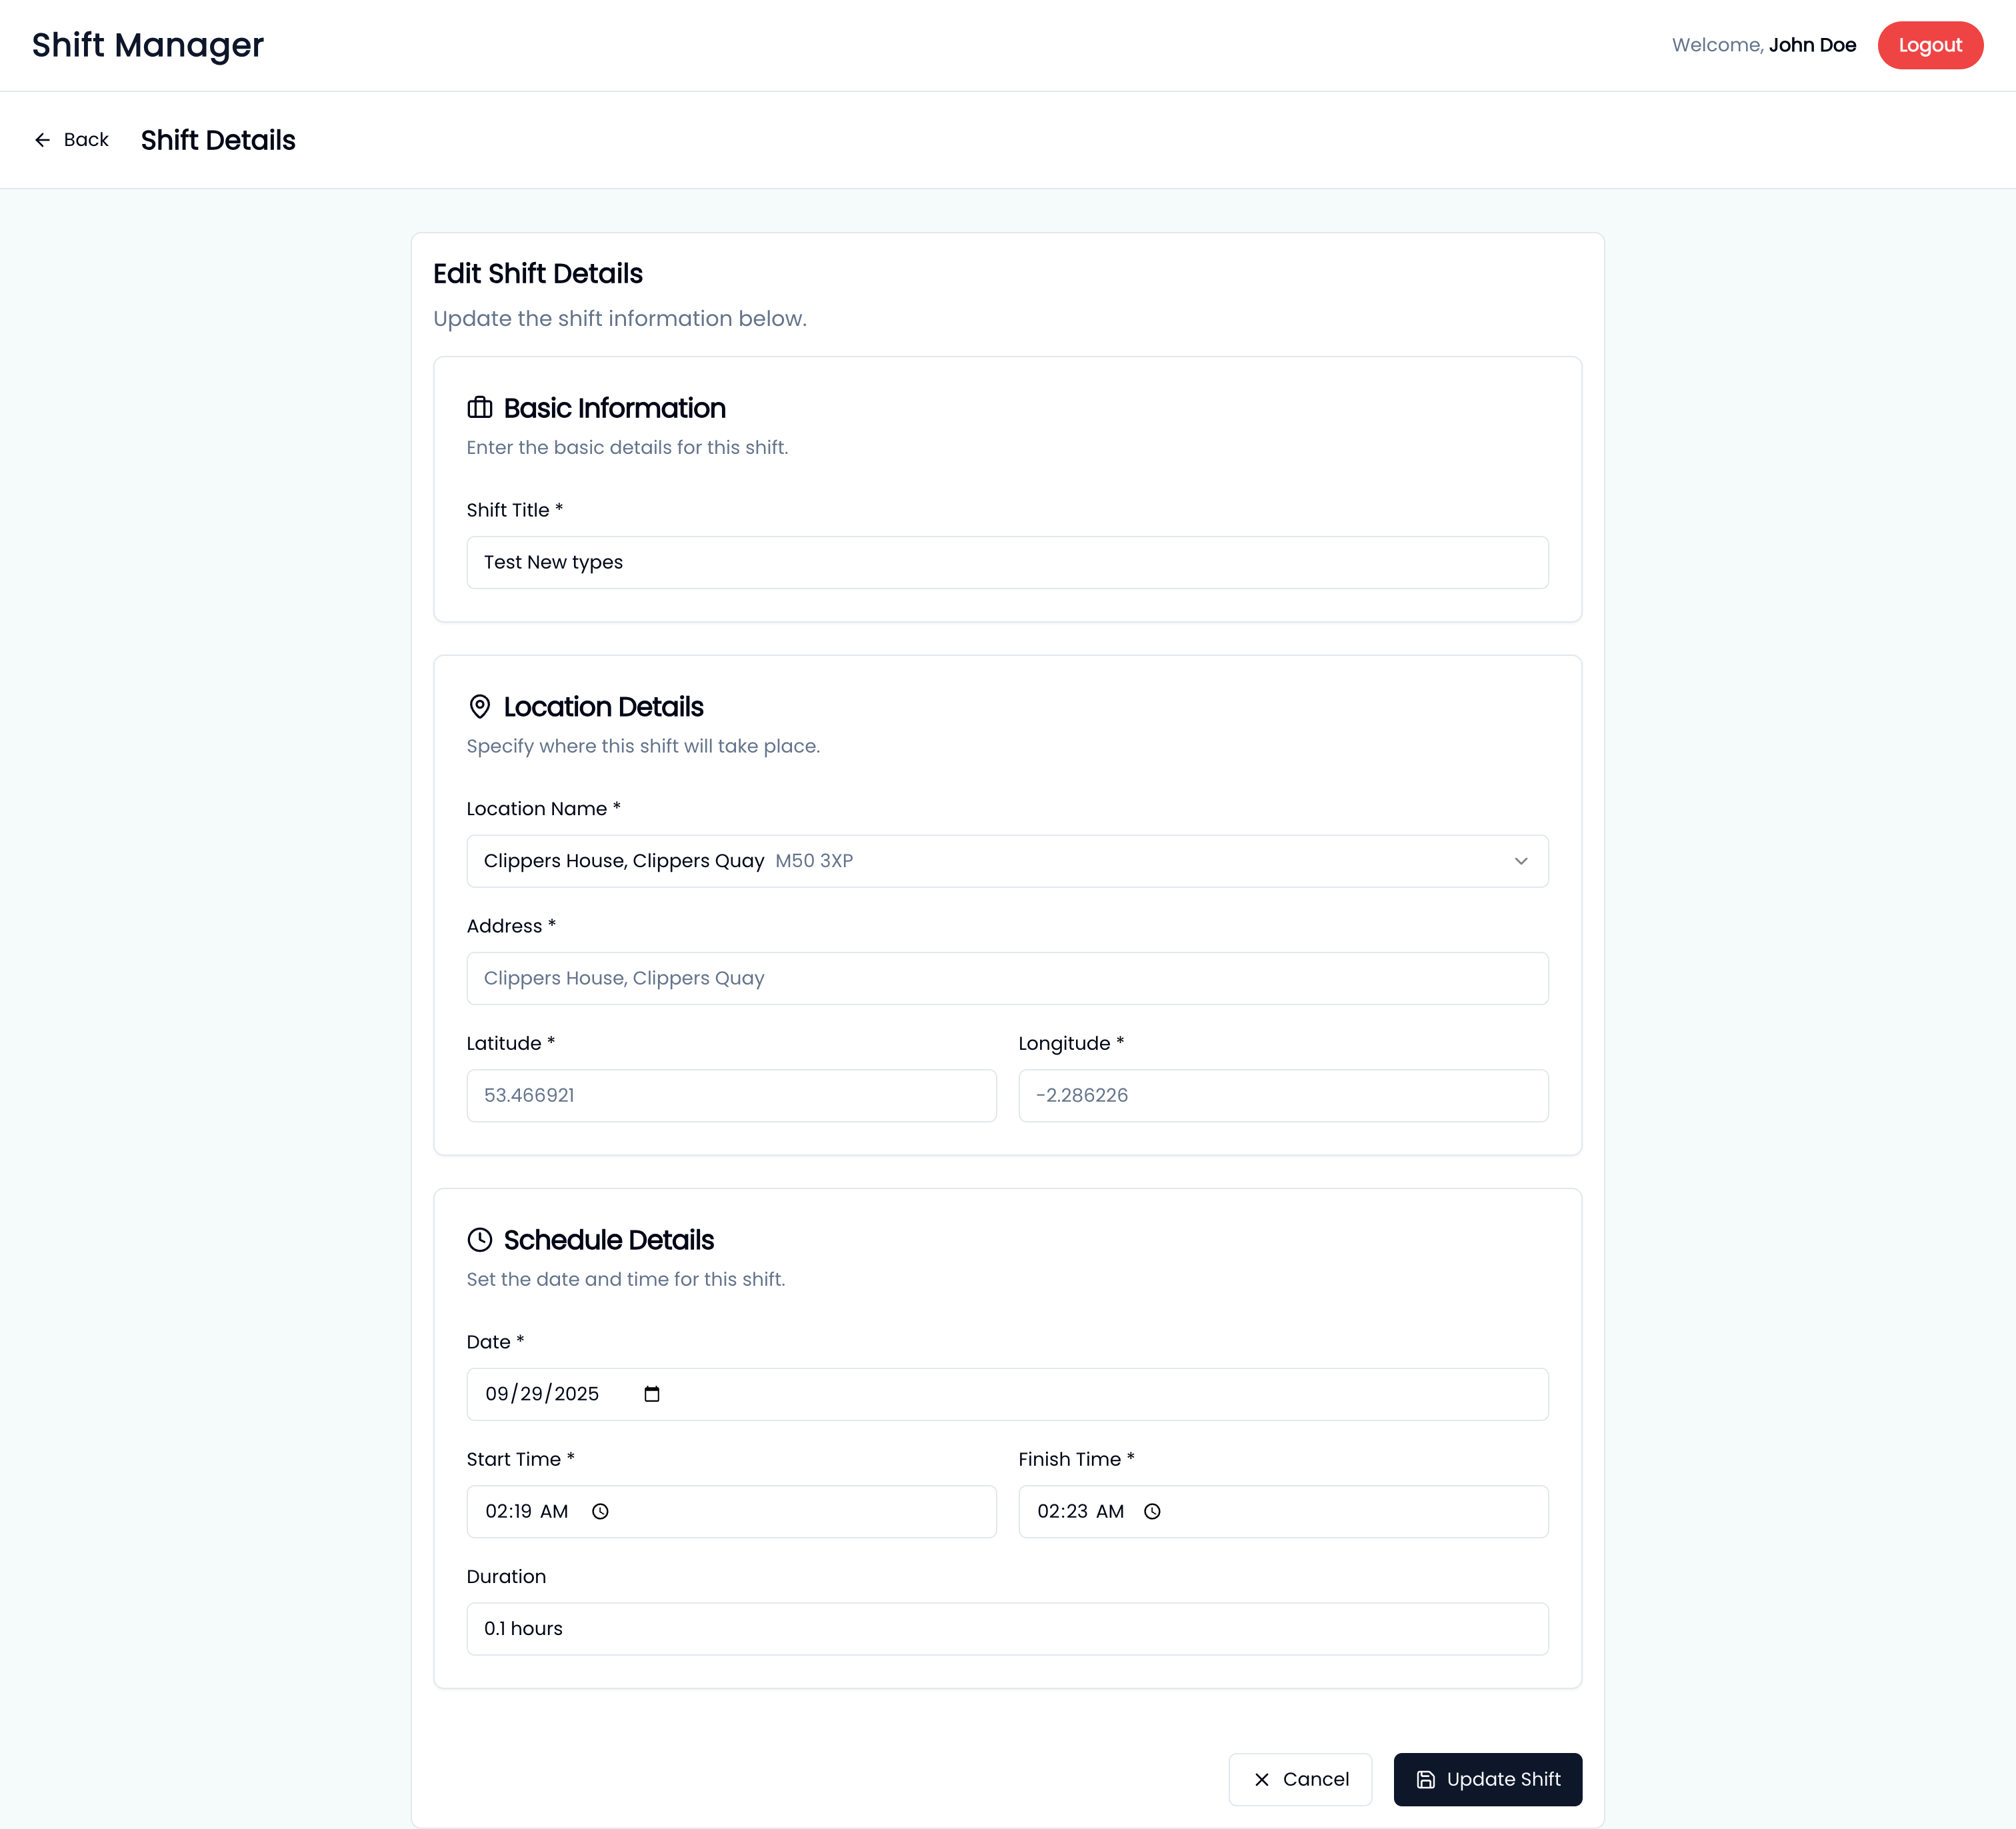 Shift Manager
Welcome, John Doe
Logout
Back
Shift Details
Edit Shift Details
Update the shift information below.
Basic Information
Enter the basic details for this shift.
Shift Title *
Test New types
Location Details
Specify where this shift will take place.
Location Name *
Clippers House, Clippers Quay M50 3XP
Address *
Clippers House, Clippers Quay
Latitude *
Longitude *
53.466921
-2.286226
Schedule Details
Set the date and time for this shift.
Date *
09/29/2025
Start Time *
Finish Time *
02:19 AM
02:23 AM
Duration
0.1 hours
Cancel
Update Shift